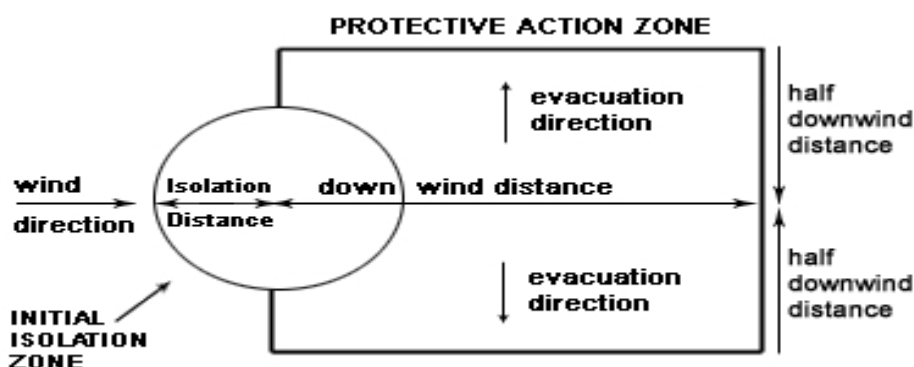 PROTECTIVE ACTION ZONE
evacuation
direction
half
downwind
distance
wind
direction
Isolation
Distance
down wind distance
evacuation
direction
half
downwind
distance
INITIAL
ISOLATION
ZONE